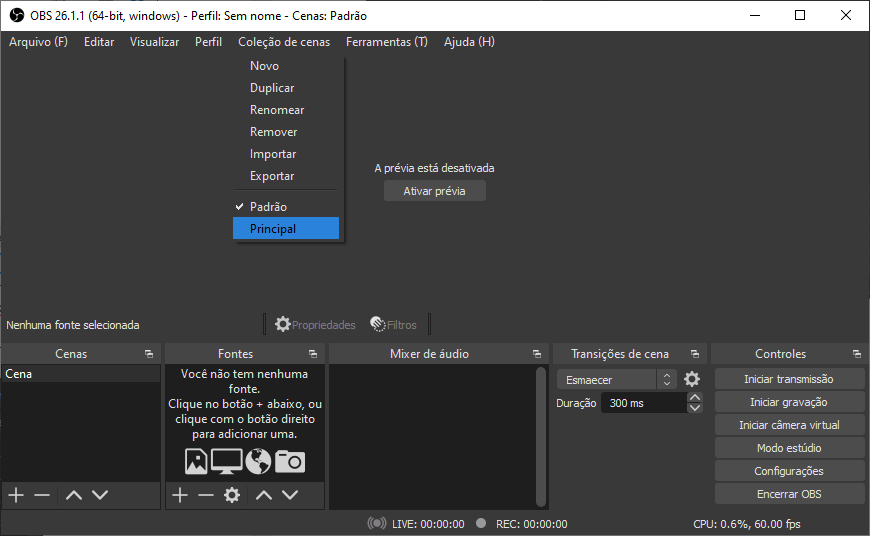 OBS 26.1.1 (64-bit, windows) - Perfil: Sem nome - Cenas: Padrão
Arquivo (F) Editar Visualizar Perfil Coleção de cenas Ferramentas (T) Ajuda (H)
Novo
Duplicar
Renomear
Remover
Importar
Exportar
Padrão
Principal
A prévia está desativada
Ativar prévia
Nenhuma fonte selecionada
Propriedades
Filtros
Cenas
Cena
Fontes
Você não tem nenhuma
fonte.
Clique no botão + abaixo, ou
clique com o botão direito
para adicionar uma.
Mixer de áudio
Transições de cena
Esmaecer
Duração 300 ms
Controles
Iniciar transmissão
Iniciar gravação
Iniciar câmera virtual
Modo estúdio
Configurações
Encerrar OBS
LIVE: 00:00:00
REC: 00:00:00
CPU: 0.6%, 60.00 fps